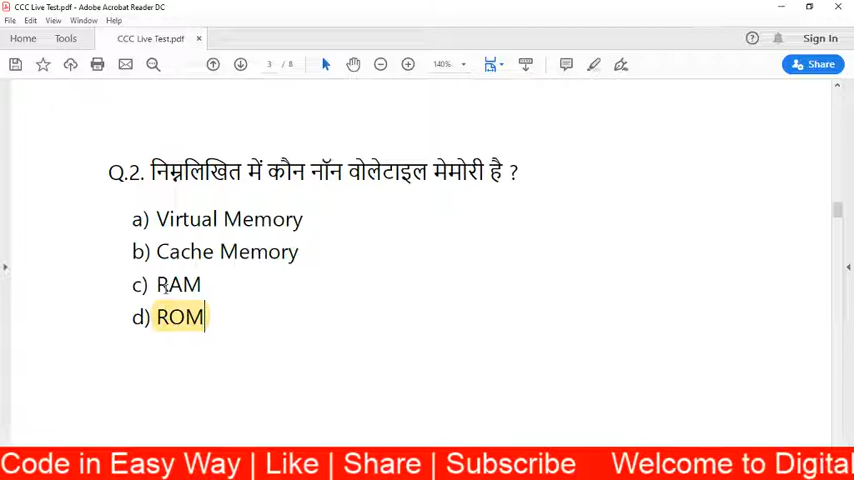 CCC Live Test.pdf - Adobe Acrobat Reader DC
File Edit View Window Help
Home Tools CCC Live Test.pdf × Sign In
3 / 8 140% Share
Q.2. निम्नलिखित में कौन नॉन वोलेटाइल मेमोरी है ?
a) Virtual Memory
b) Cache Memory
c) RAM
d) ROM
Code in Easy Way | Like | Share | Subscribe Welcome to Digital